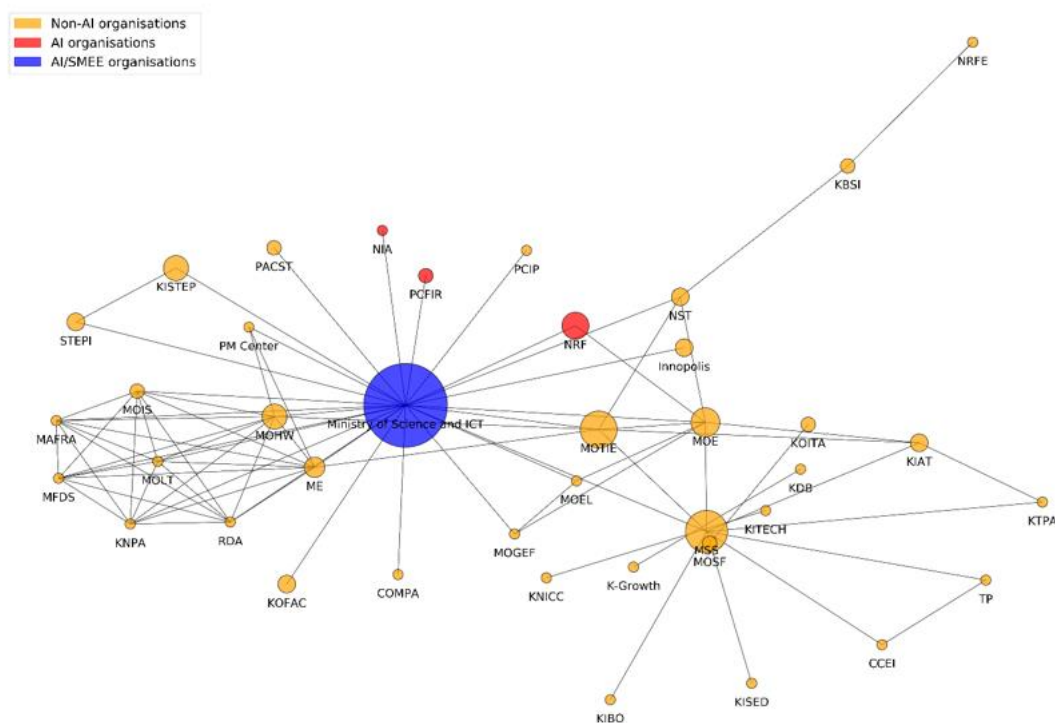 Non-AI organisations
AI organisations
AI/SMEE organisations
NRFE
KBSI
NIA
PACST
PCIP
KISTEP
PCFIR
NST
STEPI
PM Center
NRF
Innopolis
MOIS
MOHW
Ministry of Science and ICT
MAFRA
MOTIE
MOE
KOITA
KIAT
MOLT
ME
MFDS
MOEL
KDB
KTPA
KNPA
RDA
KITECH
MOGEF
MSS
MOSF
KOFAC
COMPA
KNICC
K-Growth
TP
CCEI
KIBO
KISED